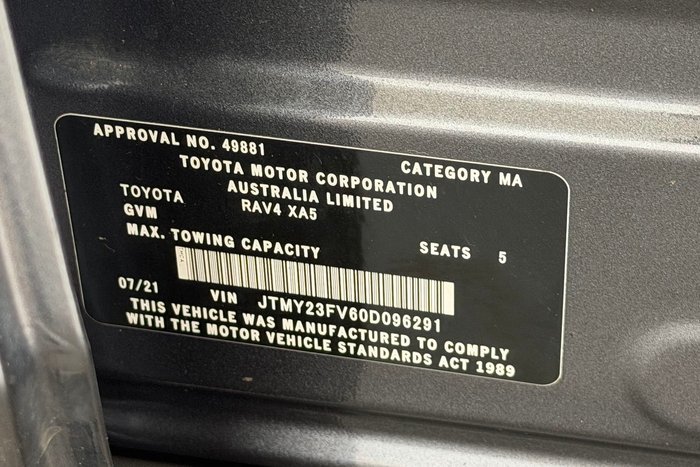 APPROVAL NO. 49881 CATEGORY MA
TOYOTA MOTOR CORPORATION
AUSTRALIA LIMITED
TOYOTA RAV4 XA5
GVM
MAX. TOWING CAPACITY SEATS 5
07/21 VIN JTMY23FV60D096291
THIS VEHICLE WAS MANUFACTURED TO COMPLY
WITH THE MOTOR VEHICLE STANDARDS ACT 1989